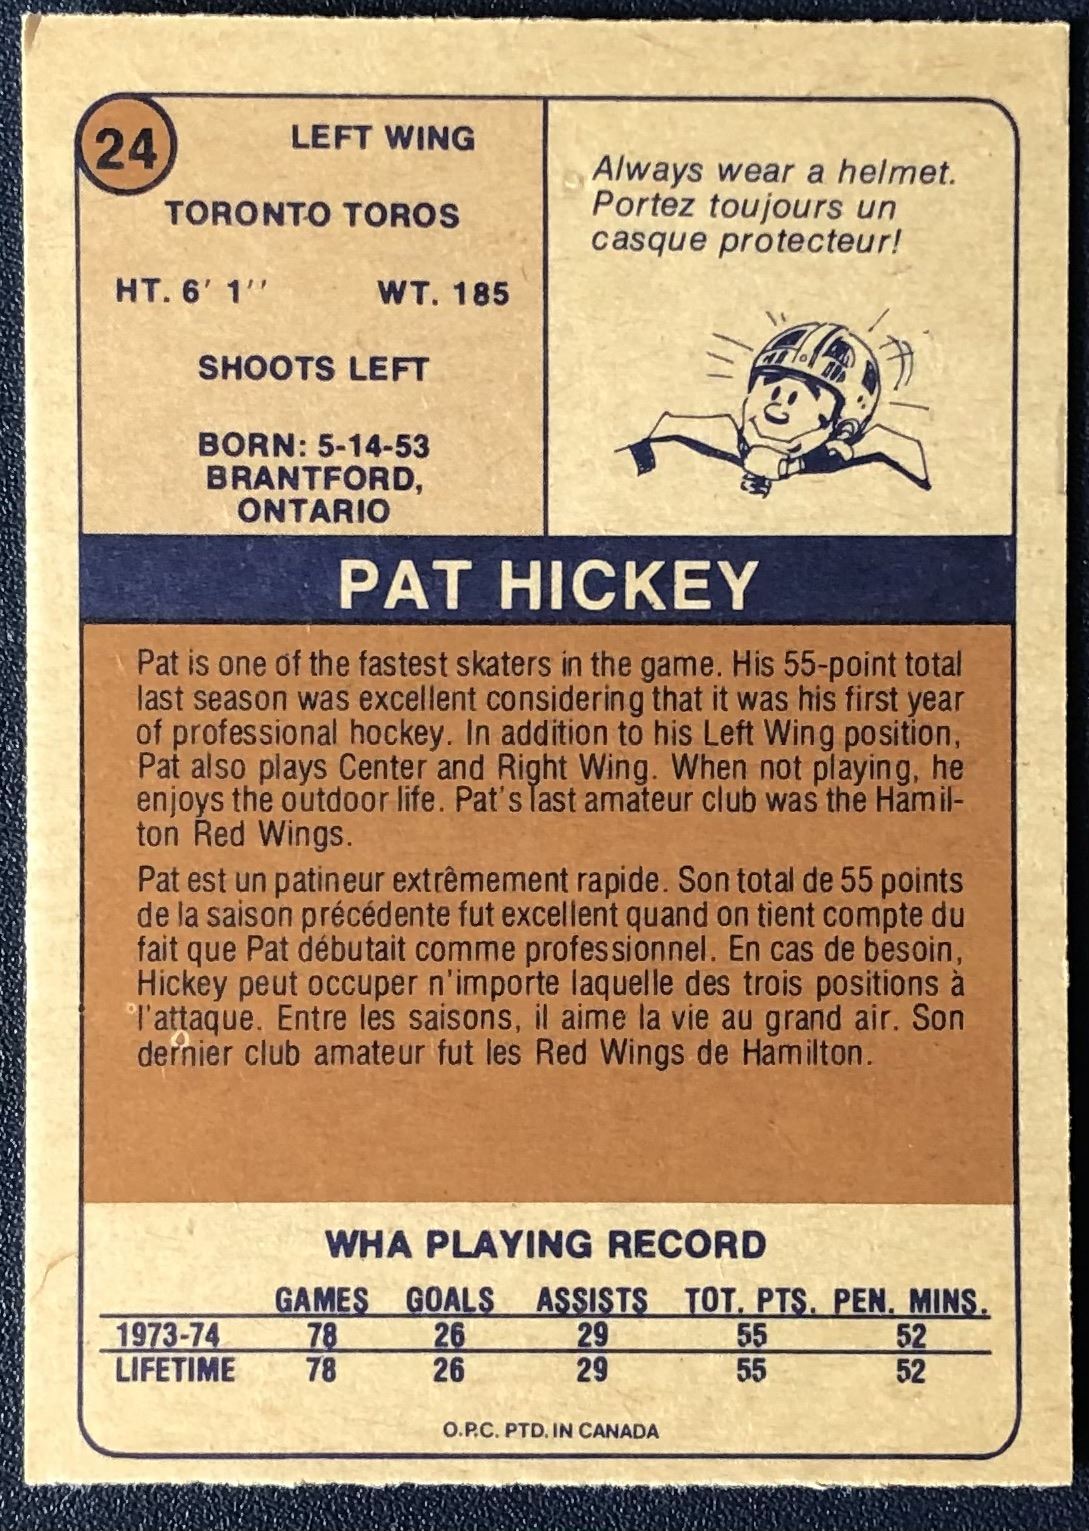 24
LEFT WING
TORONTO TOROS
HT. 6' 1'' WT. 185
SHOOTS LEFT
BORN: 5-14-53
BRANTFORD,
ONTARIO
Always wear a helmet.
Portez toujours un
casque protecteur!
PAT HICKEY
Pat is one of the fastest skaters in the game. His 55-point total
last season was excellent considering that it was his first year
of professional hockey. In addition to his Left Wing position,
Pat also plays Center and Right Wing. When not playing, he
enjoys the outdoor life. Pat's last amateur club was the Hamil-
ton Red Wings.
Pat est un patineur extrêmement rapide. Son total de 55 points
de la saison précédente fut excellent quand on tient compte du
fait que Pat débutait comme professionnel. En cas de besoin,
Hickey peut occuper n'importe laquelle des trois positions à
l'attaque. Entre les saisons, il aime la vie au grand air. Son
dernier club amateur fut les Red Wings de Hamilton.
WHA PLAYING RECORD
GAMES GOALS ASSISTS TOT. PTS. PEN. MINS.
1973-74 78 26 29 55 52
LIFETIME 78 26 29 55 52
O.P.C. PTD. IN CANADA